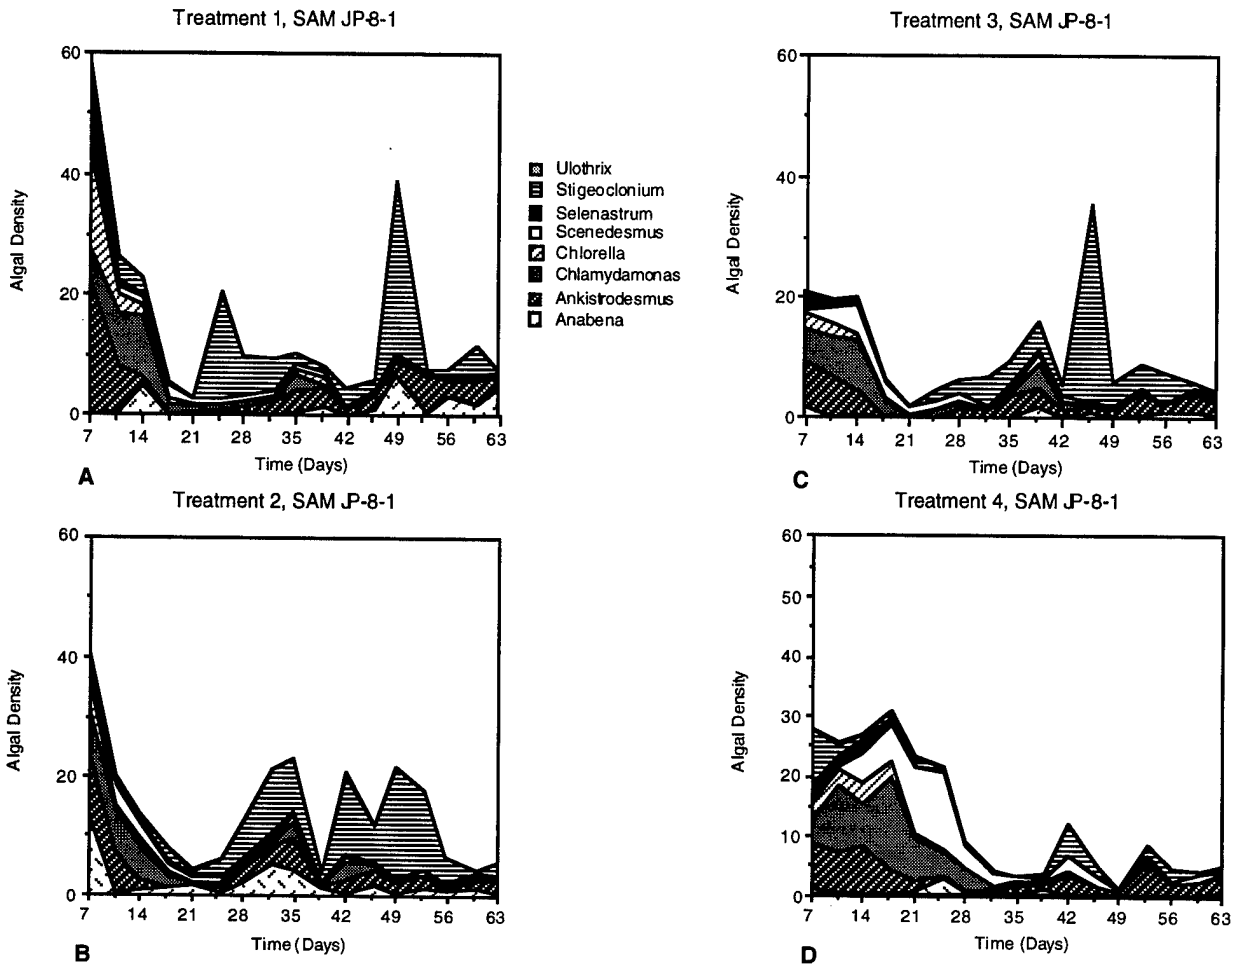 Treatment 1, SAM JP-8-1
60
40
20
0
Algal Density
7 14 21 28 35 42 49 56 63
Time (Days)
A
Ulothrix
Stigeoclonium
Selenastrum
Scenedesmus
Chlorella
Chlamydamonas
Ankistrodesmus
Anabena
Treatment 3, SAM JP-8-1
60
40
20
0
Algal Density
7 14 21 28 35 42 49 56 63
Time (Days)
C
Treatment 2, SAM JP-8-1
60
40
20
0
Algal Density
7 14 21 28 35 42 49 56 63
Time (Days)
B
Treatment 4, SAM JP-8-1
60
50
40
30
20
10
0
Algal Density
7 14 21 28 35 42 49 56 63
Time (Days)
D